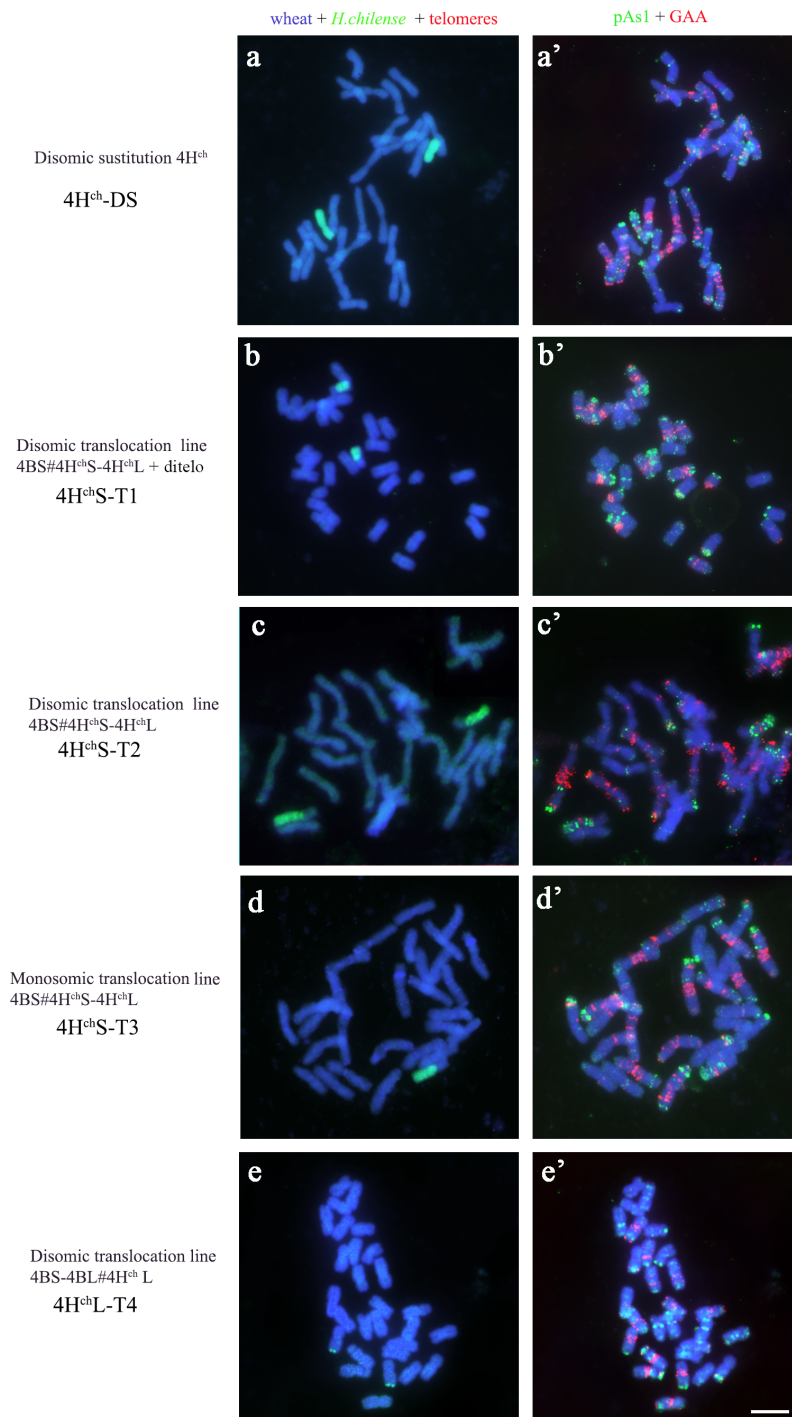 wheat + H.chilense + telomeres
pAs1 + GAA
a
a’
Disomic sustitution 4Hch
4Hch-DS
b
b’
Disomic translocation line
4BS#4HchS-4HchL + ditelo
4HchS-T1
c
c’
Disomic translocation line
4BS#4HchS-4HchL
4HchS-T2
d
d’
Monosomic translocation line
4BS#4HchS-4HchL
4HchS-T3
e
e’
Disomic translocation line
4BS-4BL#4Hch L
4HchL-T4